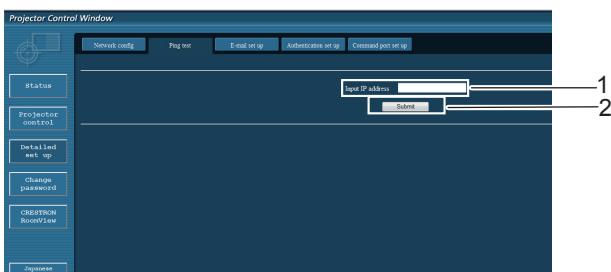 Projector Control Window
Network config Ping test E-mail set up Authentication set up Command port set up
Input IP address 1
Submit 2
Status
Projector
control
Detailed
set up
Change
password
CRESTRON
RoomView
Japanese